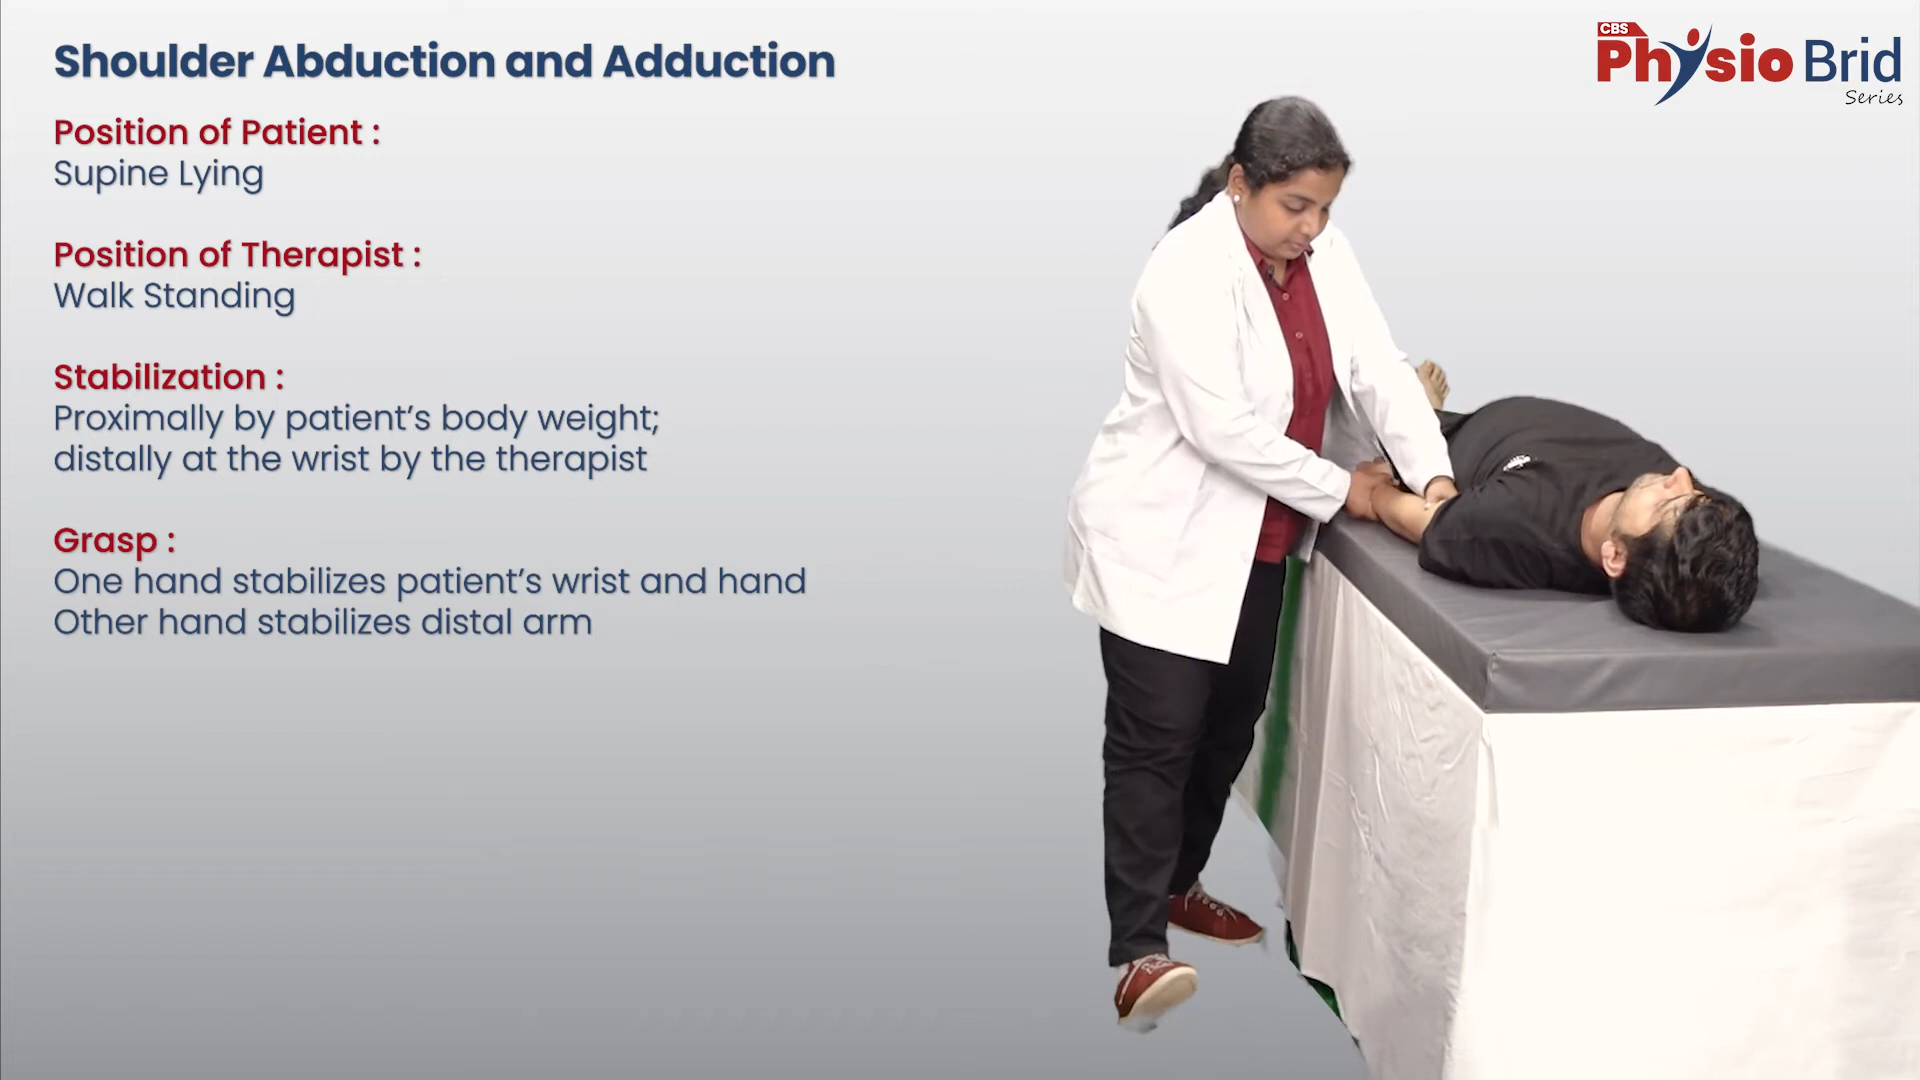 Shoulder Abduction and Adduction
Position of Patient :
Supine Lying
Position of Therapist :
Walk Standing
Stabilization :
Proximally by patient’s body weight;
distally at the wrist by the therapist
Grasp :
One hand stabilizes patient’s wrist and hand
Other hand stabilizes distal arm
CBS
Physio Brid
Series